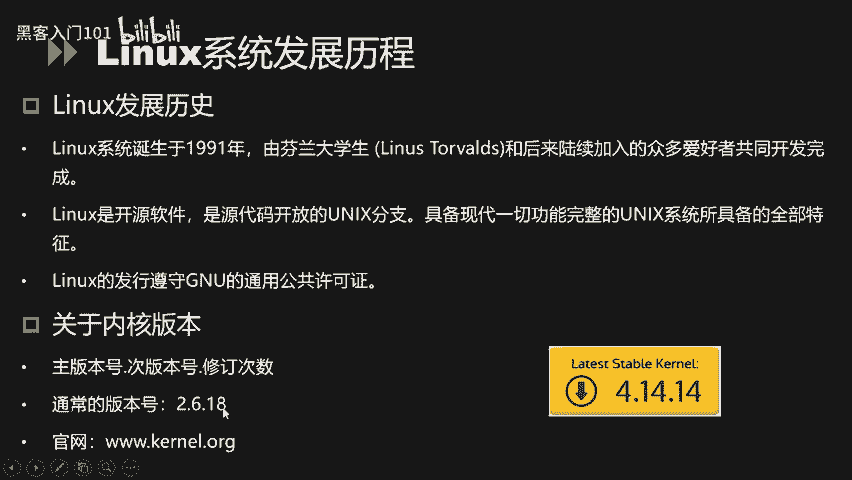 黑客入门101 bilibili
Linux系统发展历程
Linux发展历史
Linux系统诞生于1991年，由芬兰大学生 (Linus Torvalds)和后来陆续加入的众多爱好者共同开发完
成。
Linux是开源软件，是源代码开放的UNIX分支。具备现代一切功能完整的UNIX系统所具备的全部特
征。
Linux的发行遵守GNU的通用公共许可证。
关于内核版本
主版本号.次版本号.修订次数
通常的版本号：2.6.18
官网：www.kernel.org
Latest Stable Kernel:
4.14.14